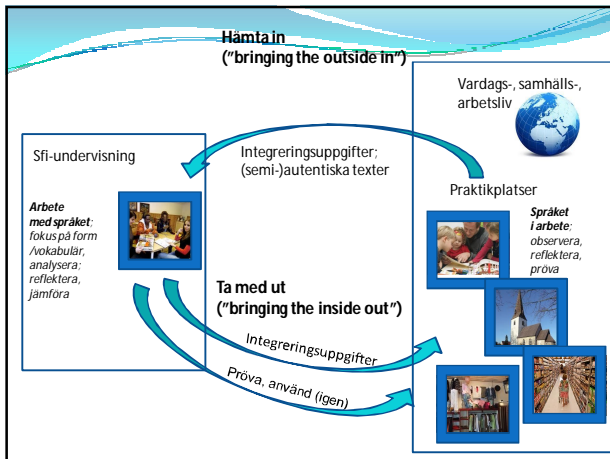 Hämta in
("bringing the outside in")
Vardags-, samhälls-,
arbetsliv
Sfi-undervisning
Integreringsuppgifter;
(semi-)autentiska texter
Praktikplatser
Arbete
med språket;
fokus på form
/vokabulär,
analysera;
reflektera,
jämföra
Språket
i arbete;
observera,
reflektera,
pröva
Ta med ut
("bringing the inside out")
Integreringsuppgifter
Pröva, använd (igen)